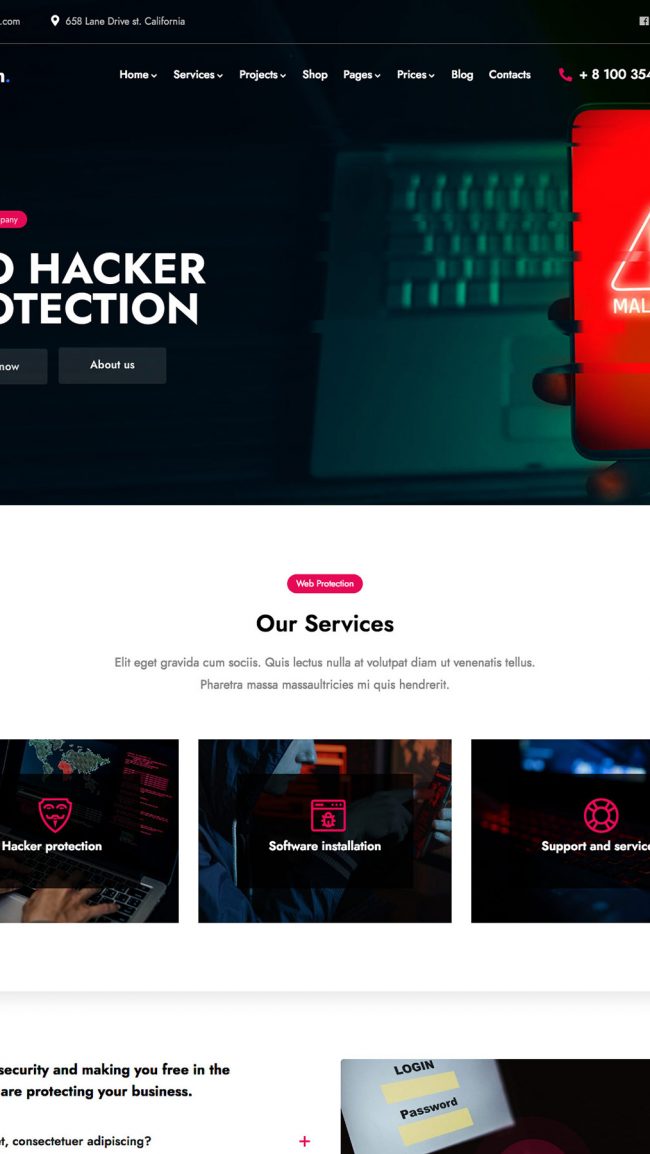 .com
658 Lane Drive st. California
Home
Services
Projects
Shop
Pages
Prices
Blog
Contacts
+ 8 100 354
pany
D HACKER
OTECTION
now
About us
MAL
Web Protection
Our Services
Elit eget gravida cum sociis. Quis lectus nulla at volutpat diam ut venenatis tellus.
Pharetra massa massaultricies mi quis hendrerit.
Hacker protection
Software installation
Support and service
security and making you free in the
are protecting your business.
et, consectetuer adipiscing?
LOGIN
Password